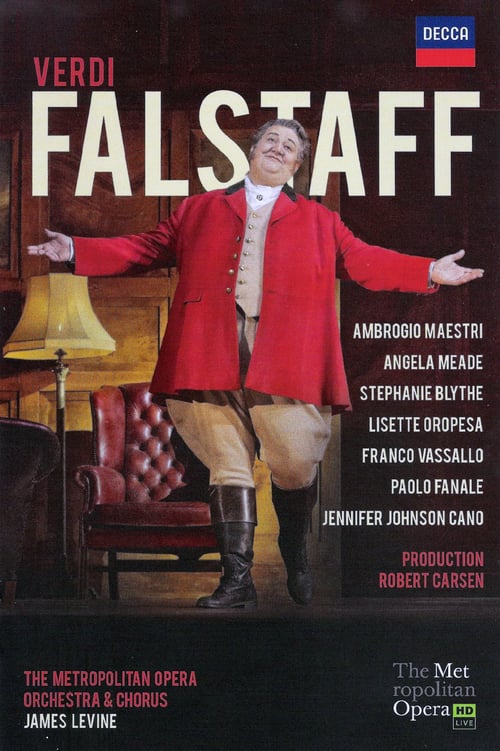 DECCA
VERDI
FALSTAFF
AMBROGIO MAESTRI
ANGELA MEADE
STEPHANIE BLYTHE
LISETTE OROPESA
FRANCO VASSALLO
PAOLO FANALE
JENNIFER JOHNSON CANO
PRODUCTION
ROBERT CARSEN
THE METROPOLITAN OPERA
ORCHESTRA & CHORUS
JAMES LEVINE
The Met
ropolitan
Opera HD
LIVE